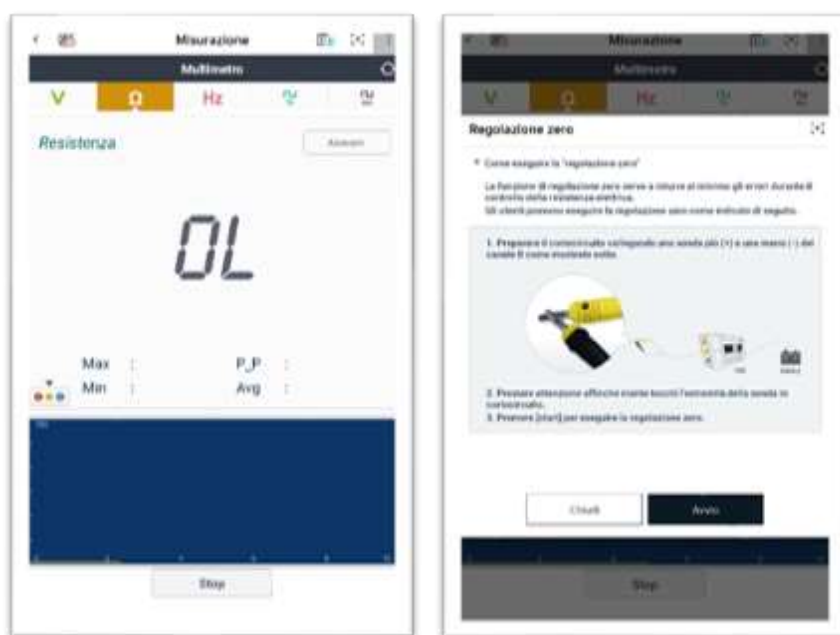 Misurazione
Multimetro
V Ω Hz
Resistenza
OL
Max : P_P :
Min : Avg :
Stop
Misurazione
Multimetro
V Ω Hz
Regolazione zero
* Come eseguire la "regolazione zero"
La funzione di regolazione zero serve a ridurre al minimo gli errori durante il
controllo della resistenza elettrica.
Gli utenti possono eseguire la regolazione zero come indicato di seguito.
1. Preparare il cortocircuito collegando una sonda più (+) a una meno (-) del
canale B come mostrato sotto.
2. Prestare attenzione affinché niente tocchi l'estremità della sonda in
cortocircuito.
3. Premere [start] per eseguire la regolazione zero.
Chiudi Avvio
Stop